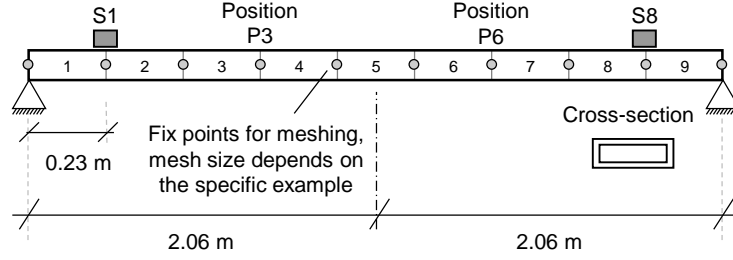 S1
Position
P3
Position
P6
S8
1 2 3 4 5 6 7 8 9
Fix points for meshing,
mesh size depends on
the specific example
Cross-section
0.23 m
2.06 m
2.06 m